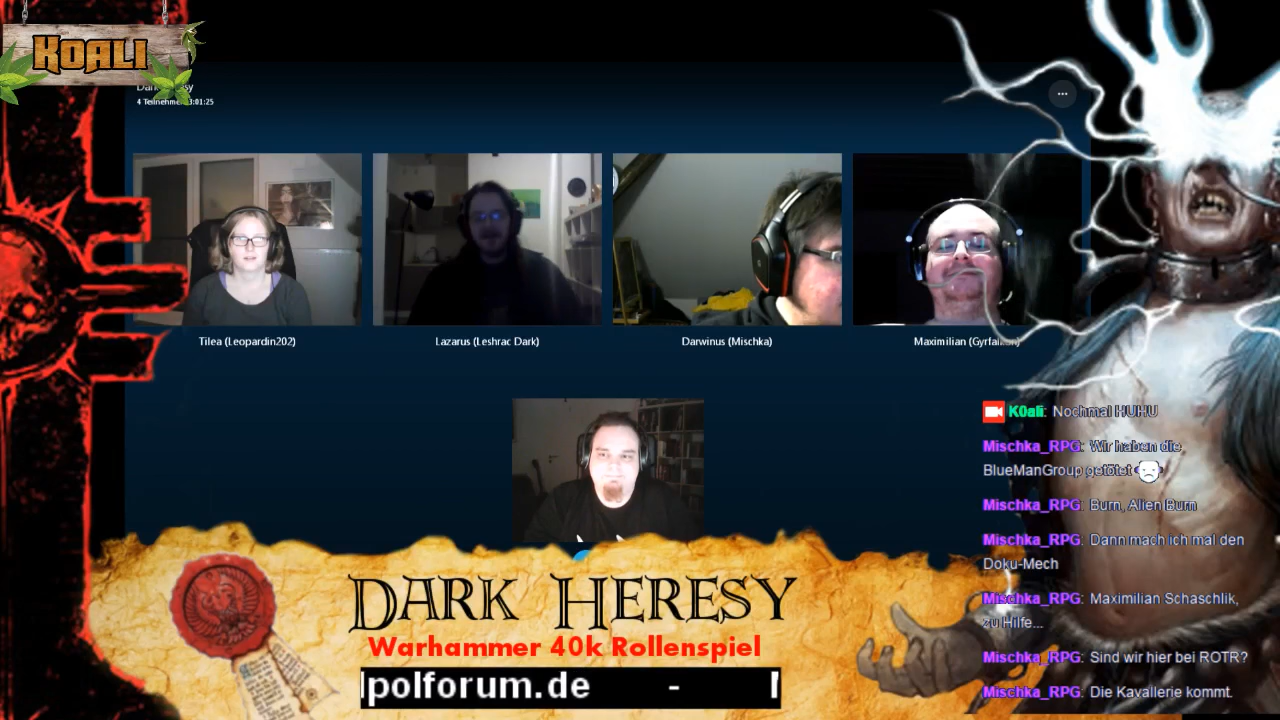 KOALI
4 Teilnehmer
Tilea (Leopardin202)
Lazarus (Leshrac Dark)
Darwinus (Mischka)
Maximilian
K0ali: Nochmal HUHU
Mischka_RPG: Wir haben die
BlueManGroup getötet
Mischka_RPG: Burn, Alien Burn
Mischka_RPG: Dann mach ich mal den
Doku-Mech
Mischka_RPG: Maximilian Schaschlik,
zu Hilfe...
Mischka_RPG: Sind wir hier bei ROTR?
Mischka_RPG: Die Kavallerie kommt.
DARK HERESY
Warhammer 40k Rollenspiel
lpolforum.de -